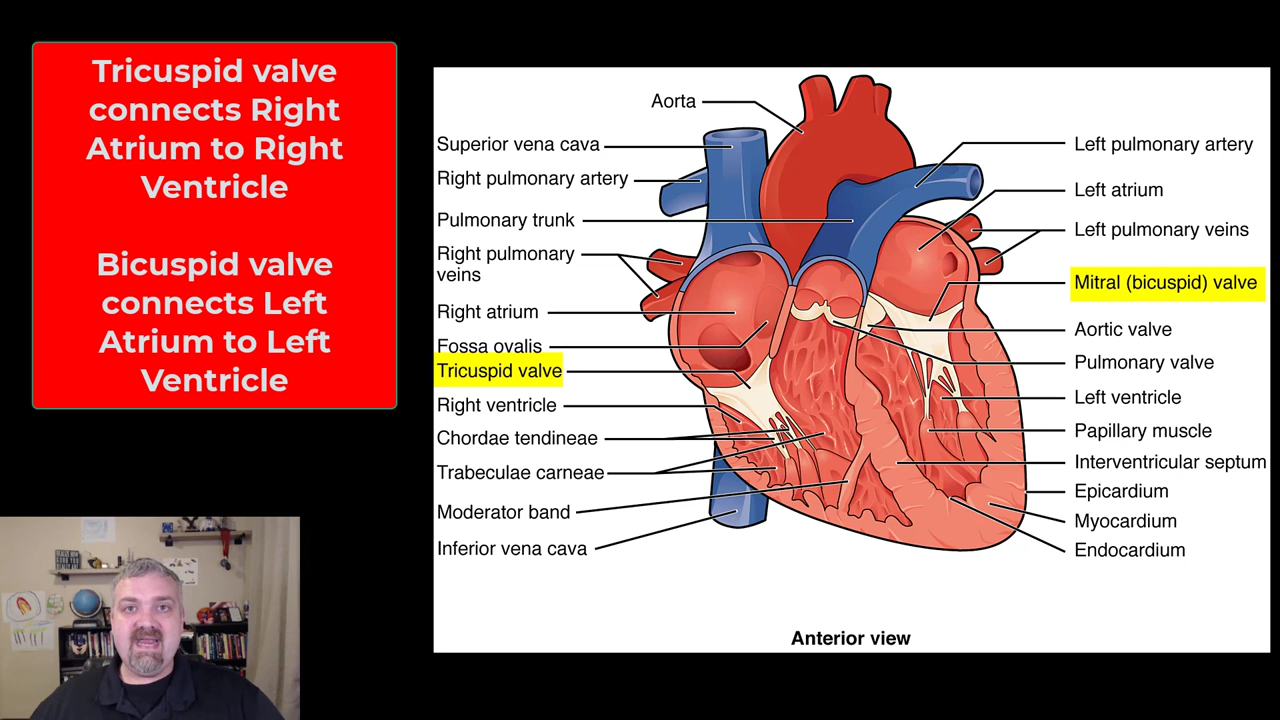 Tricuspid valve
connects Right
Atrium to Right
Ventricle
Bicuspid valve
connects Left
Atrium to Left
Ventricle
Aorta
Superior vena cava
Right pulmonary artery
Pulmonary trunk
Right pulmonary
veins
Right atrium
Fossa ovalis
Tricuspid valve
Right ventricle
Chordae tendineae
Trabeculae carneae
Moderator band
Inferior vena cava
Left pulmonary artery
Left atrium
Left pulmonary veins
Mitral (bicuspid) valve
Aortic valve
Pulmonary valve
Left ventricle
Papillary muscle
Interventricular septum
Epicardium
Myocardium
Endocardium
Anterior view